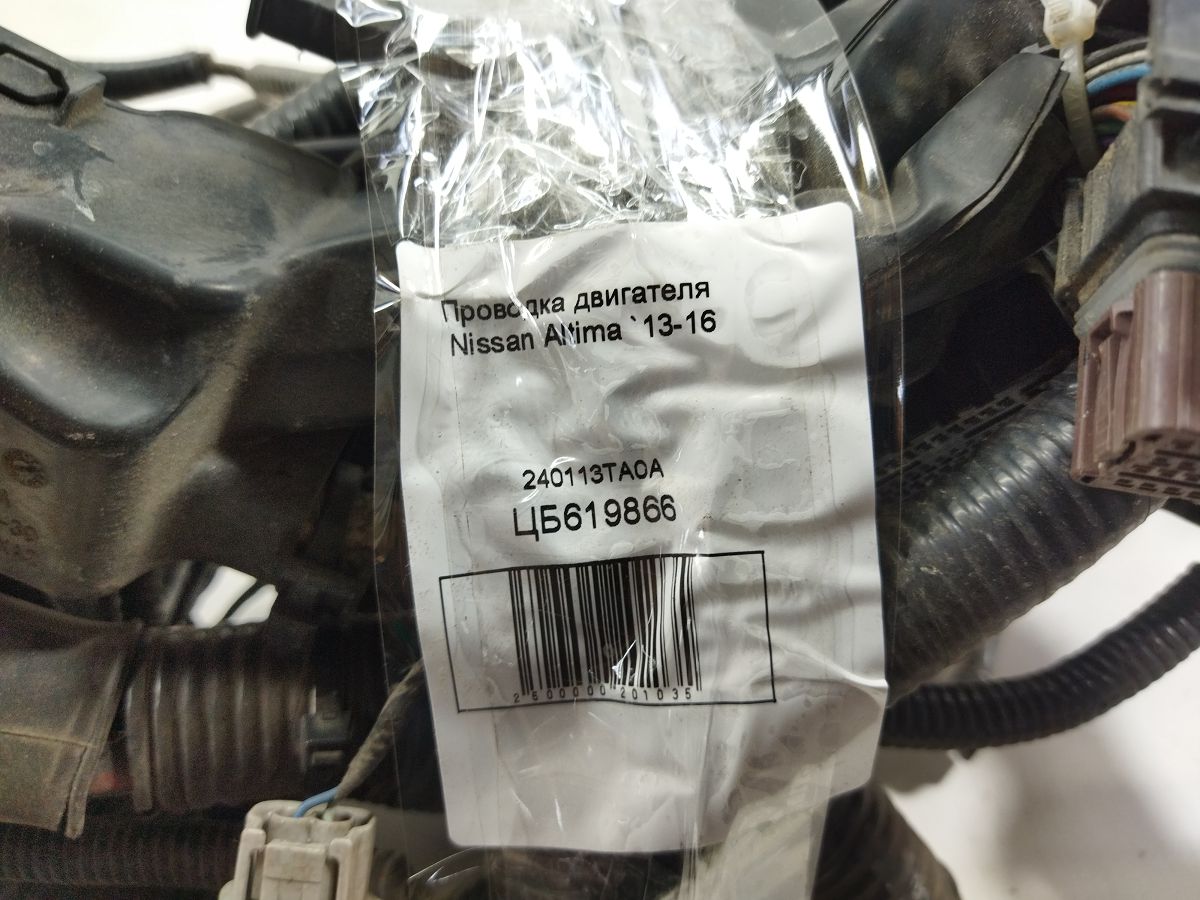 Проводка двигателя
Nissan Altima `13-16
240113TA0A
ЦБ619866
2500000201035